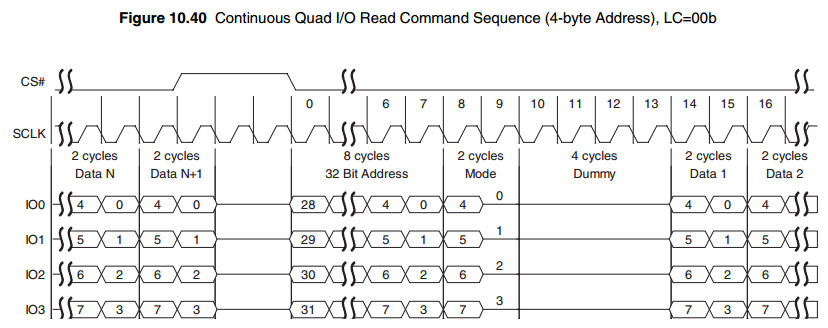 Figure 10.40 Continuous Quad I/O Read Command Sequence (4-byte Address), LC=00b
CS#
0 6 7 8 9 10 11 12 13 14 15 16
SCLK
2 cycles 2 cycles 8 cycles 2 cycles 4 cycles 2 cycles 2 cycles
Data N Data N+1 32 Bit Address Mode Dummy Data 1 Data 2
IO0 4 0 4 0 28 4 0 4 0 4 0 4
IO1 5 1 5 1 29 5 1 5 1 5 1 5
IO2 6 2 6 2 30 6 2 6 2 6 2 6
IO3 7 3 7 3 31 7 3 7 3 7 3 7